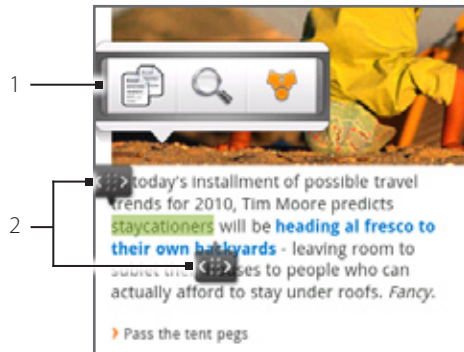 1
2
today's installment of possible travel
trends for 2010, Tim Moore predicts
staycationers will be heading al fresco to
their own backyards - leaving room to
sublet to people who can
actually afford to stay under roofs. Fancy.
› Pass the tent pegs